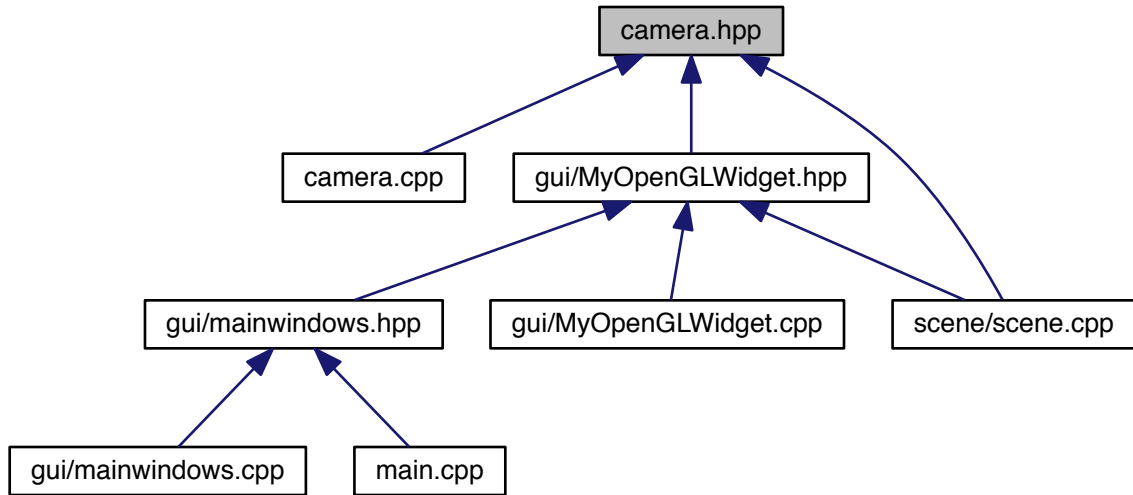 camera.hpp
camera.cpp
gui/MyOpenGLWidget.hpp
gui/mainwindows.hpp
gui/MyOpenGLWidget.cpp
scene/scene.cpp
gui/mainwindows.cpp
main.cpp